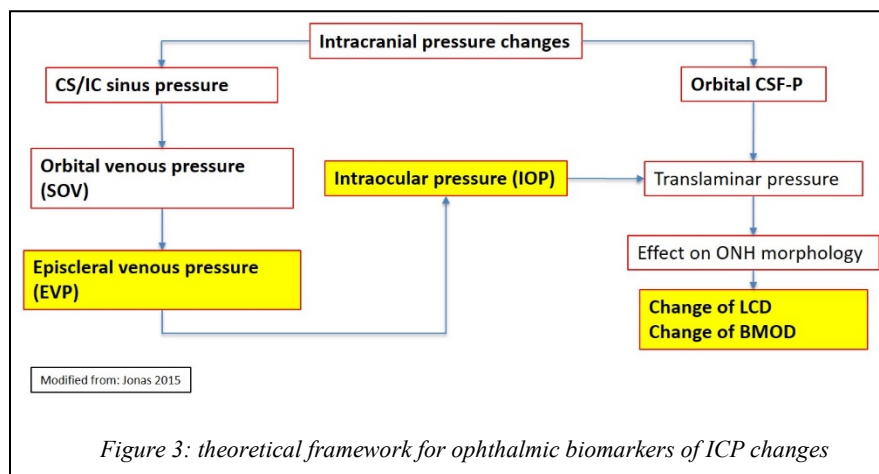 Intracranial pressure changes
CS/IC sinus pressure
Orbital CSF-P
Orbital venous pressure
(SOV)
Intraocular pressure (IOP)
Translaminar pressure
Episcleral venous pressure
(EVP)
Effect on ONH morphology
Change of LCD
Change of BMOD
Modified from: Jonas 2015
Figure 3: theoretical framework for ophthalmic biomarkers of ICP changes